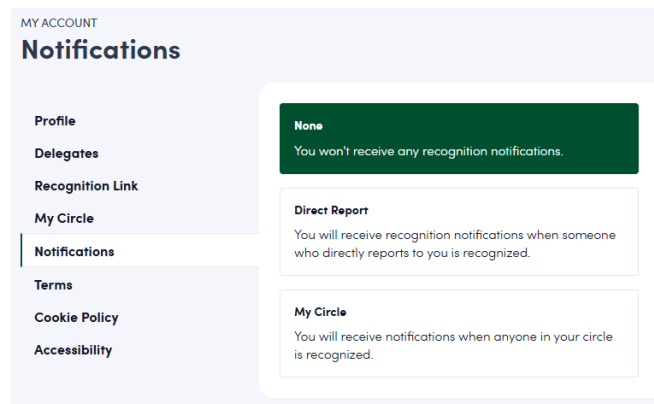 MY ACCOUNT
Notifications
Profile
Delegates
Recognition Link
My Circle
Notifications
Terms
Cookie Policy
Accessibility
None
You won't receive any recognition notifications.
Direct Report
You will receive recognition notifications when someone
who directly reports to you is recognized.
My Circle
You will receive notifications when anyone in your circle
is recognized.